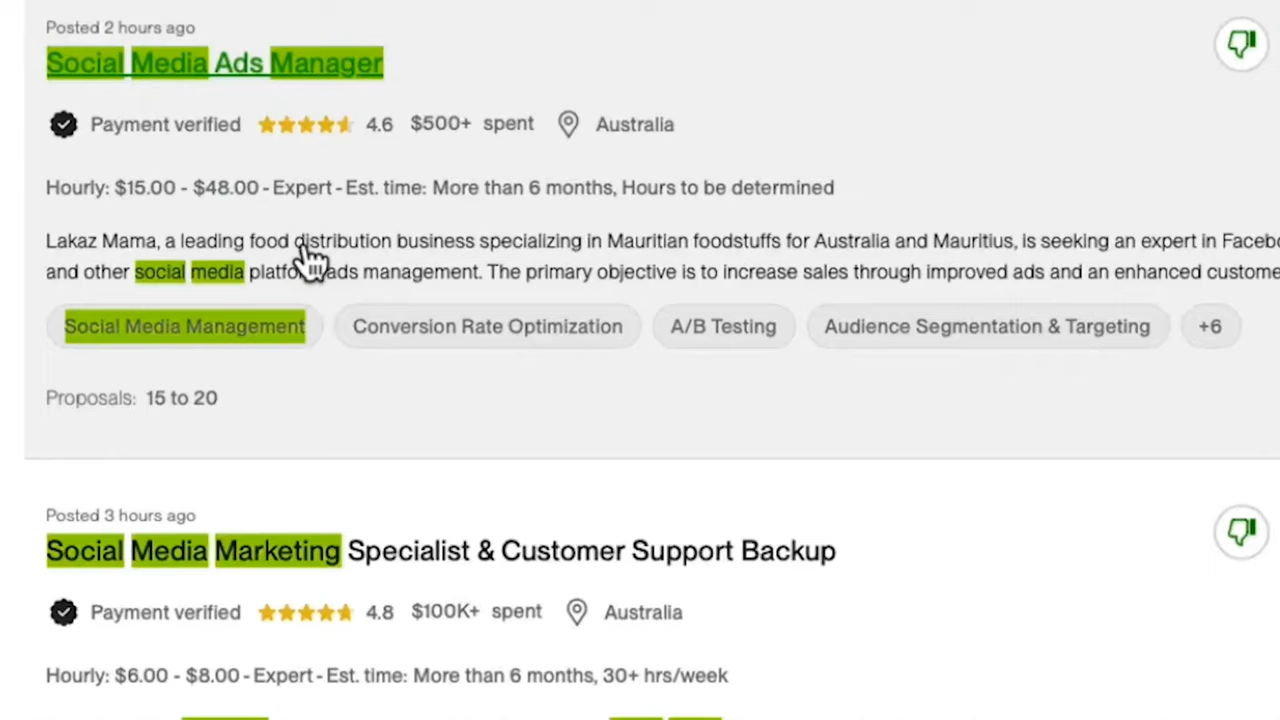 Posted 2 hours ago
Social Media Ads Manager
Payment verified 4.6 $500+ spent Australia
Hourly: $15.00 - $48.00 - Expert - Est. time: More than 6 months, Hours to be determined
Lakaz Mama, a leading food distribution business specializing in Mauritian foodstuffs for Australia and Mauritius, is seeking an expert in
and other social media platform ads management. The primary objective is to increase sales through improved ads and an enhanced
Social Media Management Conversion Rate Optimization A/B Testing Audience Segmentation & Targeting +6
Proposals: 15 to 20
Posted 3 hours ago
Social Media Marketing Specialist & Customer Support Backup
Payment verified 4.8 $100K+ spent Australia
Hourly: $6.00 - $8.00 - Expert - Est. time: More than 6 months, 30+ hrs/week